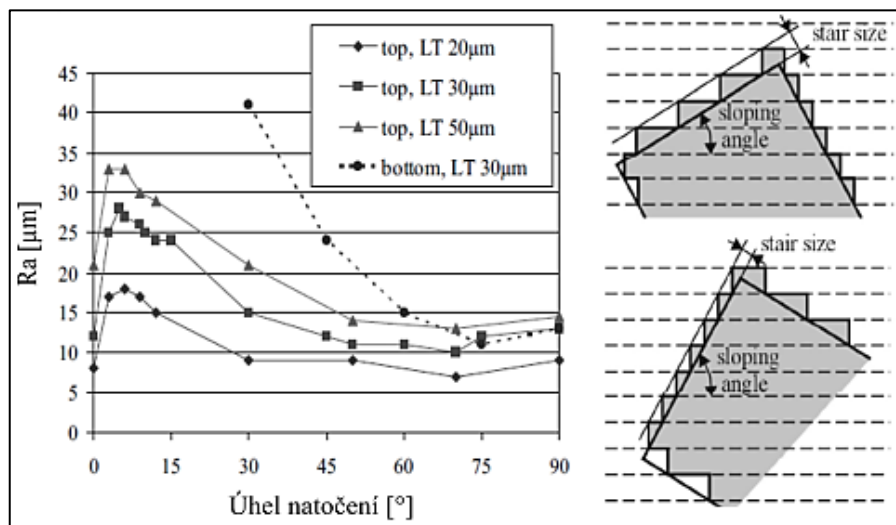 top, LT 20µm
top, LT 30µm
top, LT 50µm
bottom, LT 30µm
45
40
35
30
25
20
15
10
5
0
Ra [µm]
0 15 30 45 60 75 90
Úhel natočení [°]
stair size
sloping
angle
stair size
sloping
angle